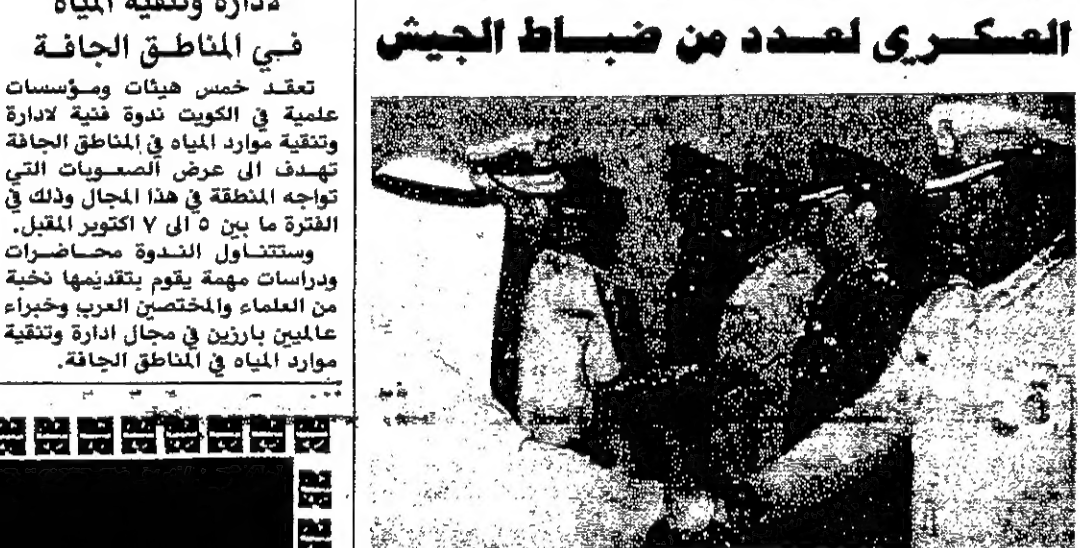 العسكرى لعدد من ضباط الجيش
لادارة وتنقية المياه
في المناطق الجافة
تعقد خمس هيئات ومؤسسات
علمية في الكويت ندوة فنية لادارة
وتنقية موارد المياه في المناطق الجافة
تهدف الى عرض الصعوبات التي
تواجه المنطقة في هذا المجال وذلك في
الفترة ما بين ٥ الى ٧ اكتوبر المقبل.
وستتناول الندوة محاضرات
ودراسات مهمة يقوم بتقديمها نخبة
من العلماء والمختصين العرب وخبراء
عالميين بارزين في مجال ادارة وتنقية
موارد المياه في المناطق الجافة.